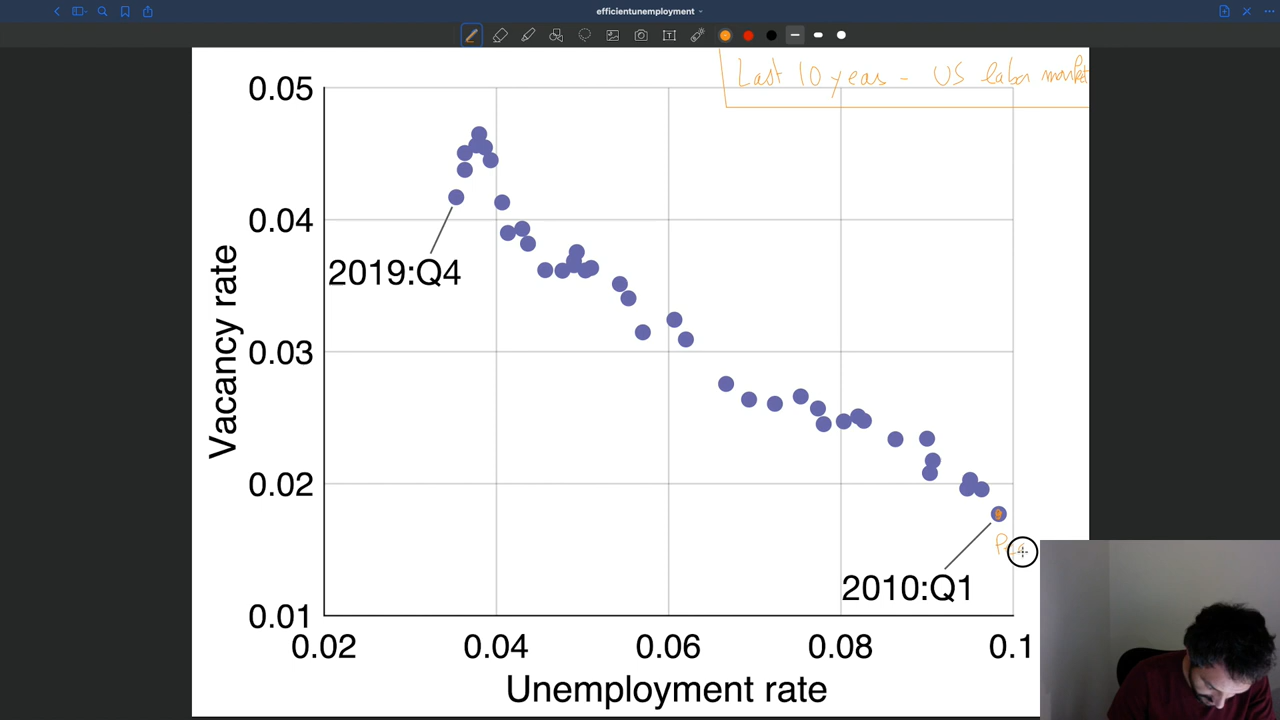 efficientunemployment
Last 10 years - US labor market
0.05
0.04
0.03
0.02
0.01
Vacancy rate
2019:Q4
2010:Q1
0.02 0.04 0.06 0.08 0.1
Unemployment rate